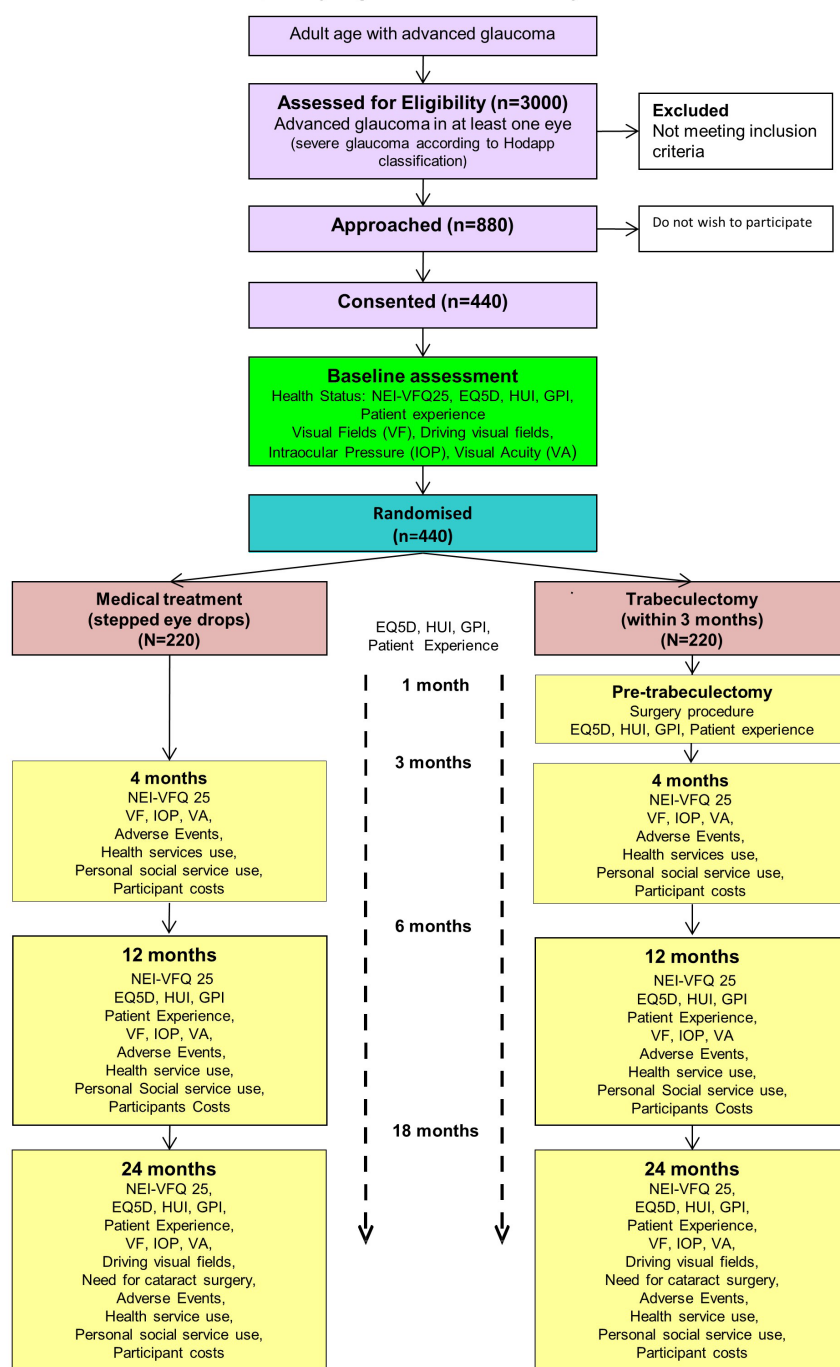 Adult age with advanced glaucoma
Assessed for Eligibility (n=3000)
Advanced glaucoma in at least one eye
(severe glaucoma according to Hodapp
classification)
Excluded
Not meeting inclusion
criteria
Approached (n=880)
Do not wish to participate
Consented (n=440)
Baseline assessment
Health Status: NEI-VFQ25, EQ5D, HUI, GPI,
Patient experience
Visual Fields (VF), Driving visual fields,
Intraocular Pressure (IOP), Visual Acuity (VA)
Randomised
(n=440)
Medical treatment
(stepped eye drops)
(N=220)
EQ5D, HUI, GPI,
Patient Experience
Trabeculectomy
(within 3 months)
(N=220)
1 month
Pre-trabeculectomy
Surgery procedure
EQ5D, HUI, GPI, Patient experience
3 months
4 months
NEI-VFQ 25
VF, IOP, VA,
Adverse Events,
Health services use,
Personal social service use,
Participant costs
4 months
NEI-VFQ 25
VF, IOP, VA,
Adverse Events,
Health services use,
Personal social service use,
Participant costs
6 months
12 months
NEI-VFQ 25
EQ5D, HUI, GPI
Patient Experience,
VF, IOP, VA,
Adverse Events,
Health service use,
Personal Social service use,
Participants Costs
12 months
NEI-VFQ 25
EQ5D, HUI, GPI
Patient Experience,
VF, IOP, VA
Adverse Events,
Health service use,
Personal Social service use,
Participants Costs
18 months
24 months
NEI-VFQ 25,
EQ5D, HUI, GPI,
Patient Experience,
VF, IOP, VA,
Driving visual fields,
Need for cataract surgery,
Adverse Events,
Health service use,
Personal social service use,
Participant costs
24 months
NEI-VFQ 25,
EQ5D, HUI, GPI,
Patient Experience,
VF, IOP, VA,
Driving visual fields,
Need for cataract surgery,
Adverse Events,
Health service use,
Personal social service use,
Participant costs